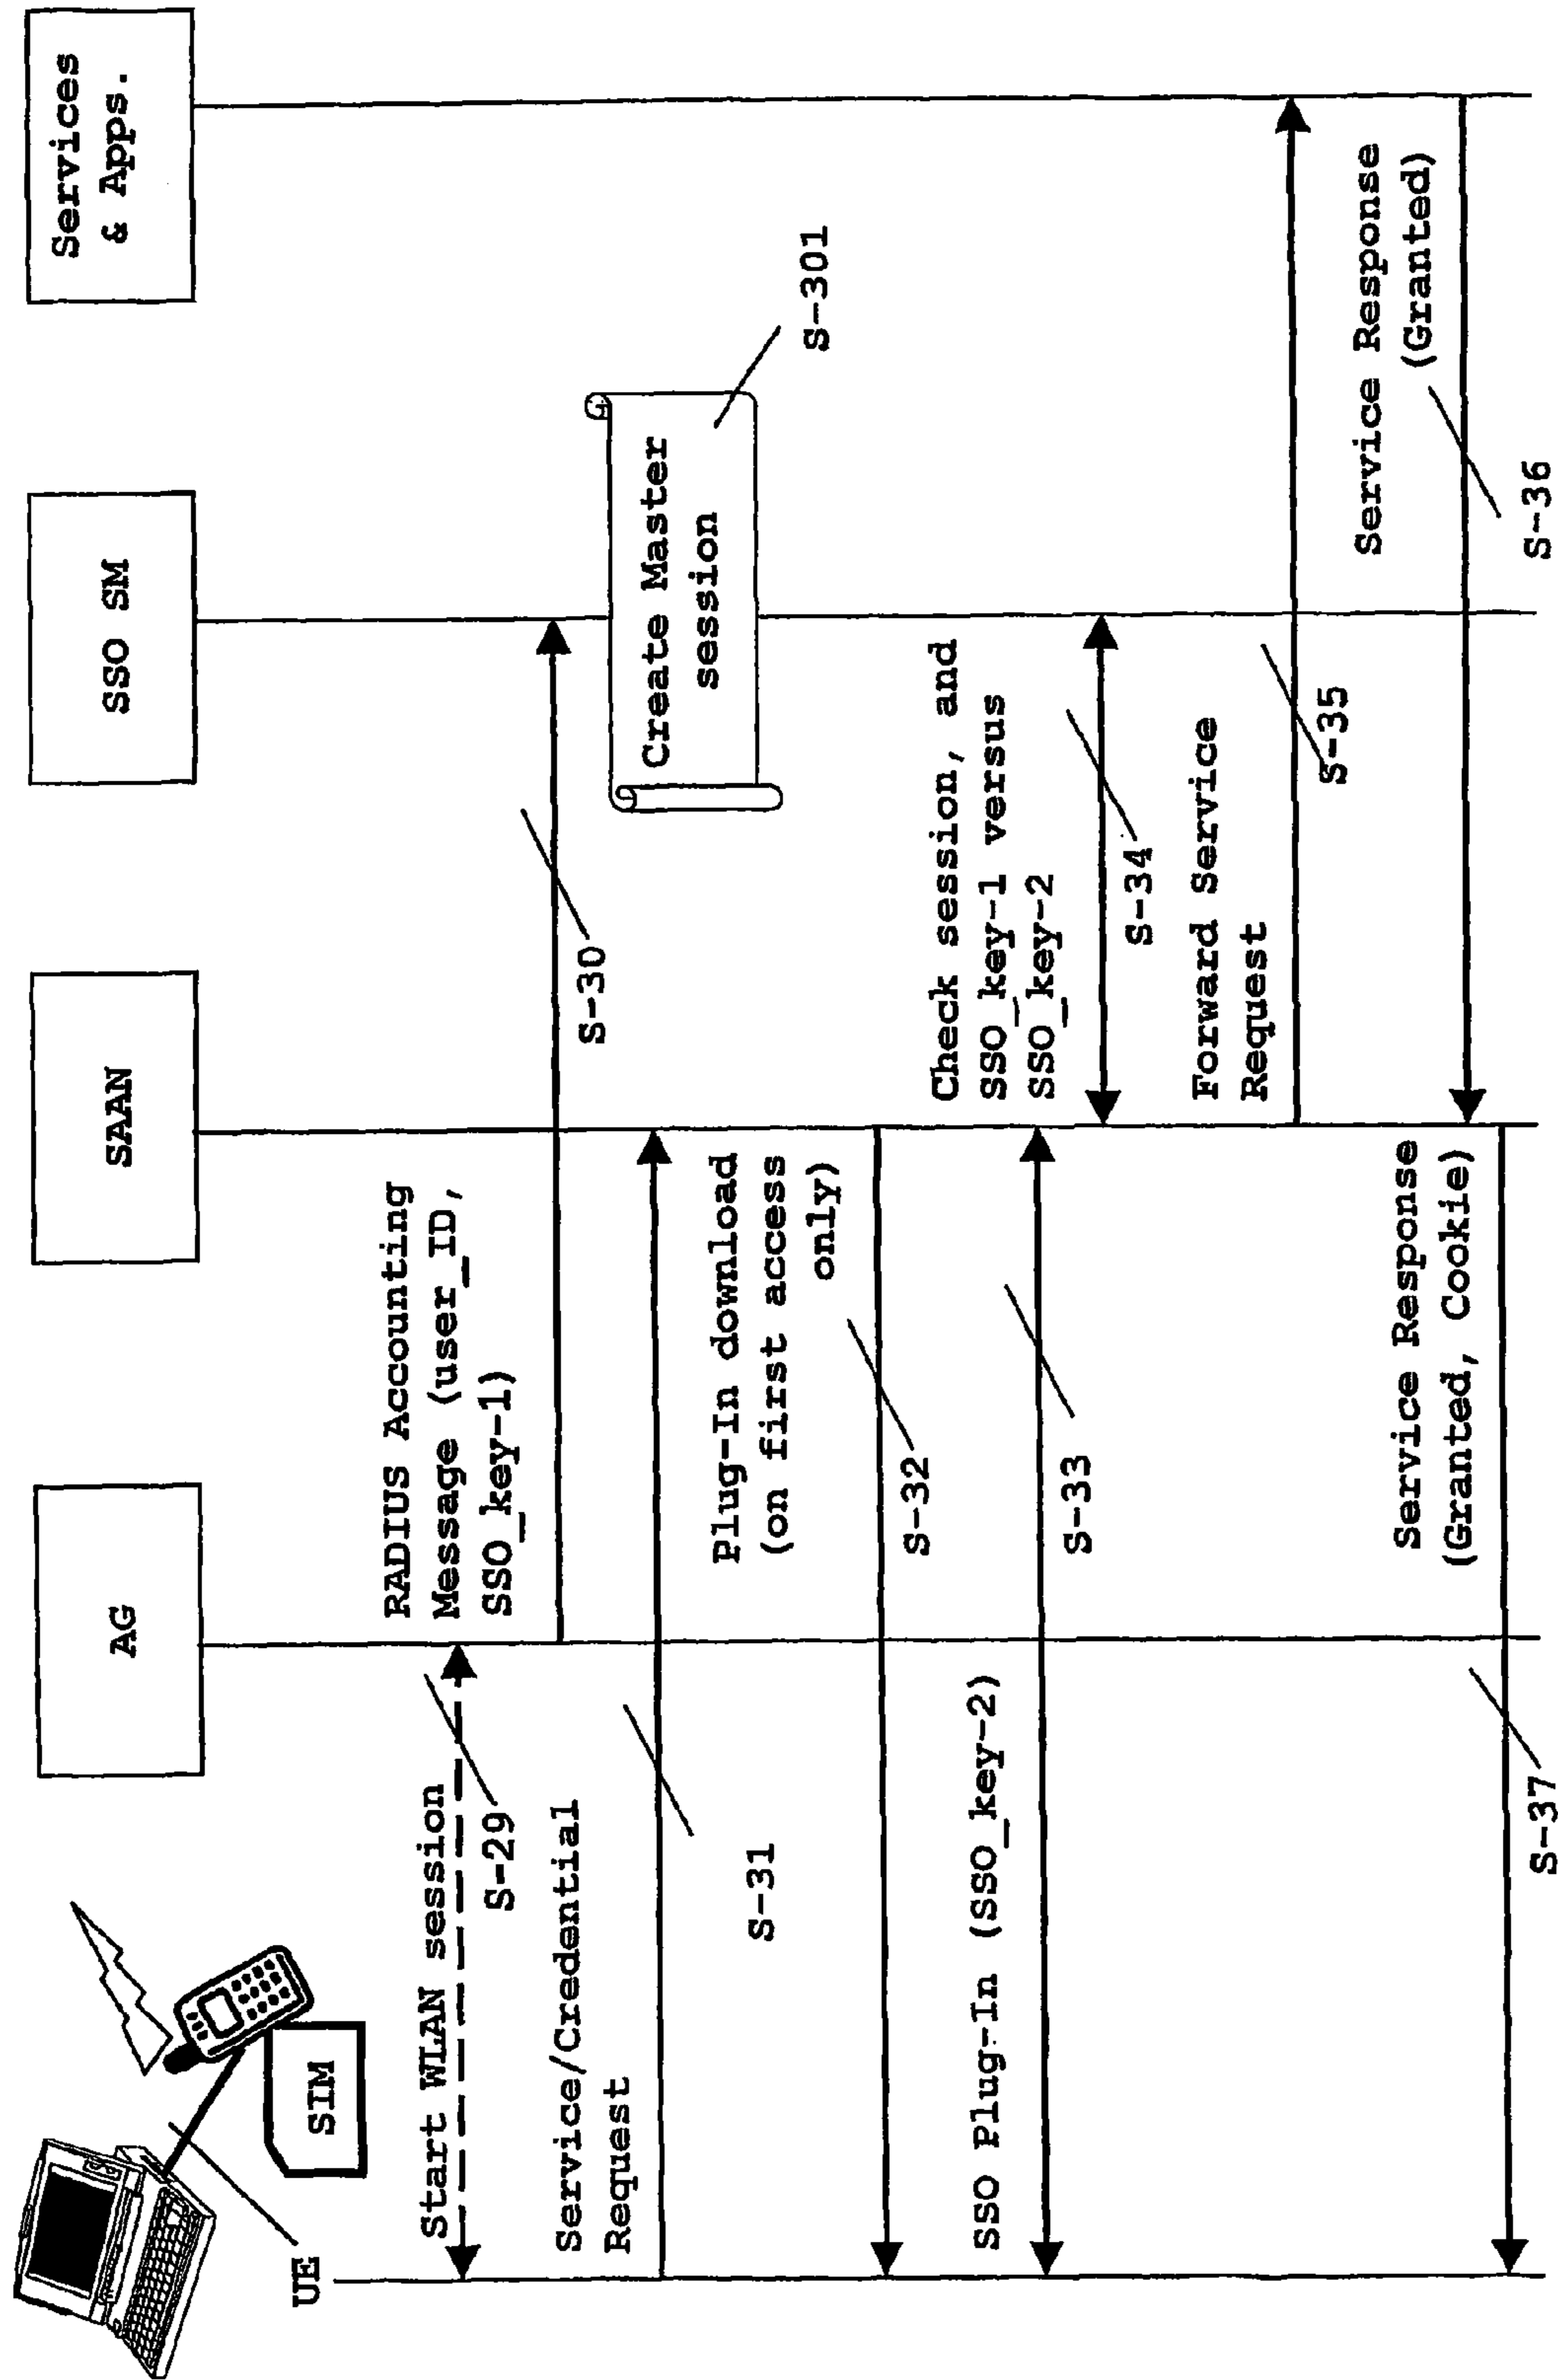 UE
SIM
AG
SAAN
SSO SM
Services
& Apps.
Start WLAN session
S-29
RADIUS Accounting
Message (user_ID,
SSO_key-1)
S-30
Create Master
session
S-301
Service/Credential
Request
S-31
Plug-In download
(on first access
only)
S-32
SSO Plug-In (SSO_key-2)
S-33
Check session, and
SSO_key-1 versus
SSO_key-2
S-34
Forward Service
Request
S-35
Service Response
(Granted)
S-36
Service Response
(Granted, Cookie)
S-37